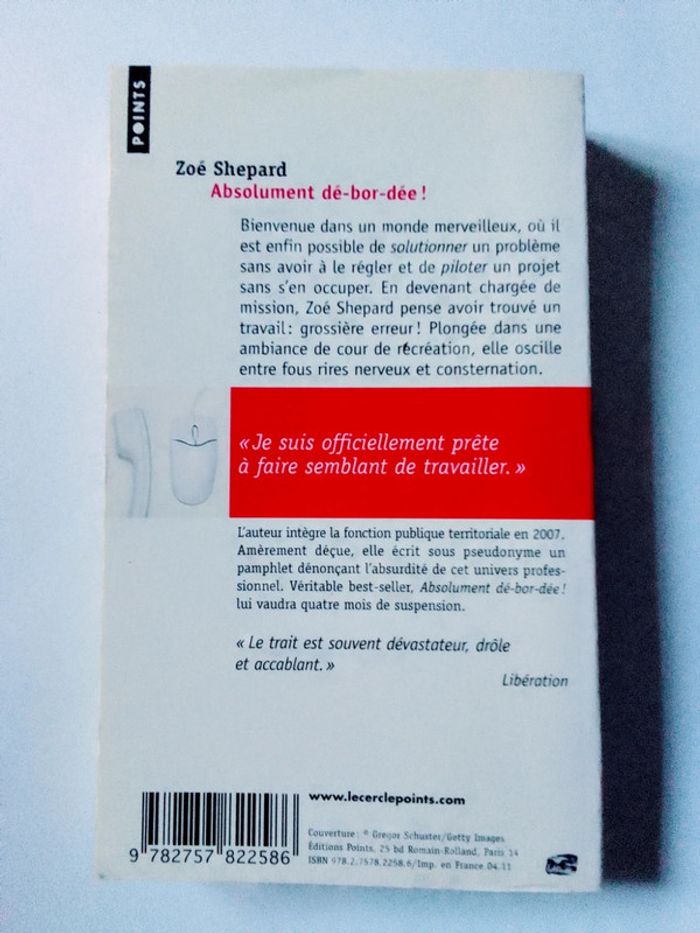 POINTS
Zoé Shepard
Absolument dé-bor-dée !
Bienvenue dans un monde merveilleux, où il
est enfin possible de solutionner un problème
sans avoir à le régler et de piloter un projet
sans s'en occuper. En devenant chargée de
mission, Zoé Shepard pense avoir trouvé un
travail : grossière erreur ! Plongée dans une
ambiance de cour de récréation, elle oscille
entre fous rires nerveux et consternation.
« Je suis officiellement prête
à faire semblant de travailler. »
L'auteur intègre la fonction publique territoriale en 2007.
Amèrement déçue, elle écrit sous pseudonyme un
pamphlet dénonçant l'absurdité de cet univers profes-
sionnel. Véritable best-seller, Absolument dé-bor-dée !
lui vaudra quatre mois de suspension.
« Le trait est souvent dévastateur, drôle
et accablant. »
Libération
www.lecerclepoints.com
Couverture : © Gregor Schuster/Getty Images
Éditions Points, 25 bd Romain-Rolland, Paris 14
ISBN 978.2.7578.2258.6/Imp. en France 04.11
9 782757 822586